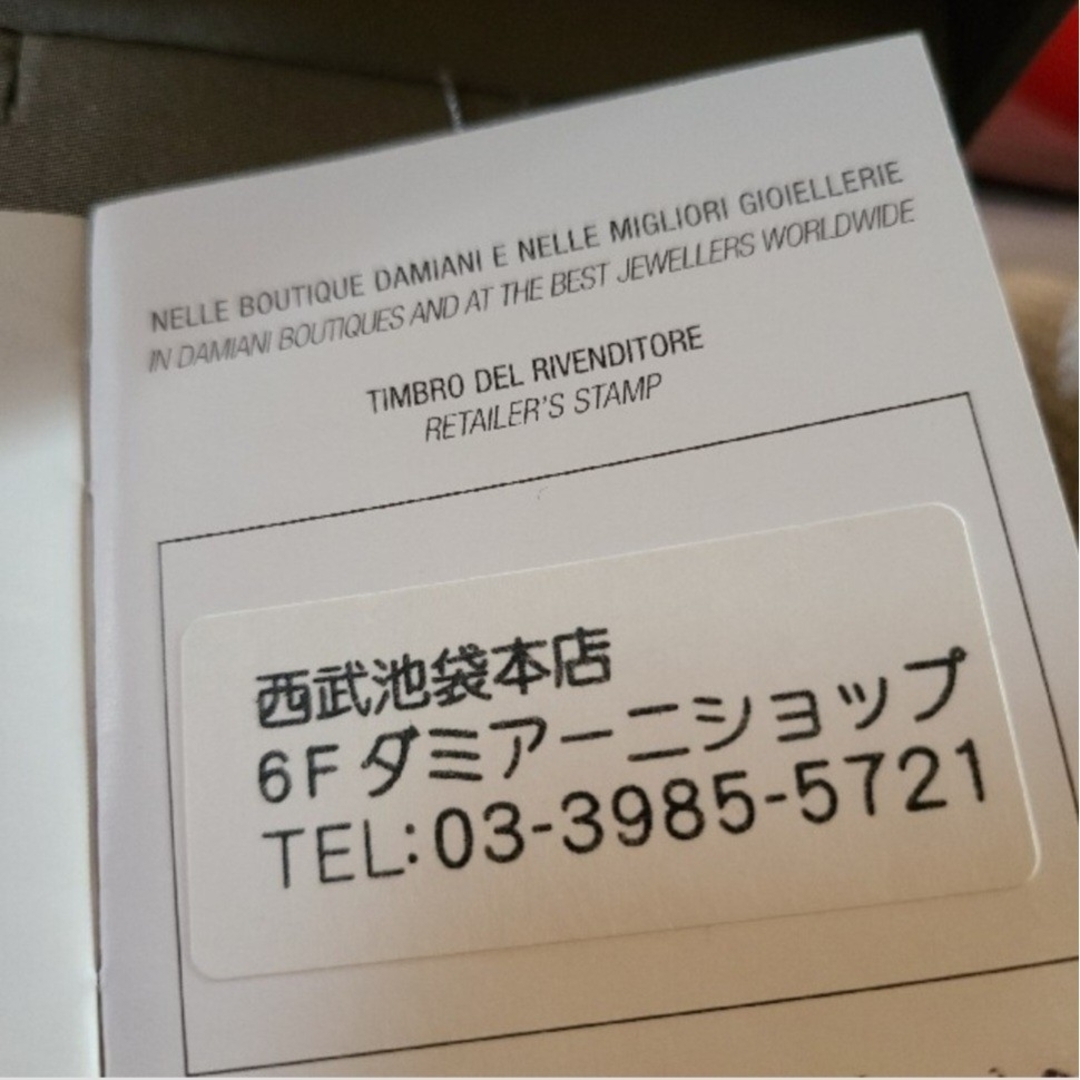 NELLE BOUTIQUE DAMIANI E NELLE MIGLIORI GIOIELLERIE
IN DAMIANI BOUTIQUES AND AT THE BEST JEWELLERS WORLDWIDE
TIMBRO DEL RIVENDITORE
RETAILER'S STAMP
西武池袋本店
6Fダミアーニショップ
TEL:03-3985-5721